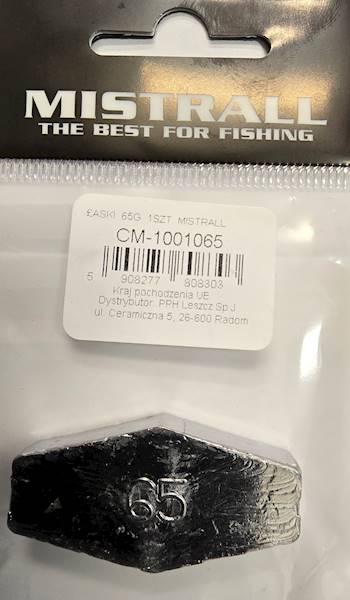 MISTRALL
THE BEST FOR FISHING
£ASKI 65G 1SZT MISTRALL
CM-1001065
5 908277 808303
Kraj pochodzenia UE
Dystrybutor: PPH Leszcz Sp.J.
ul. Ceramiczna 5, 26-600 Radom
65